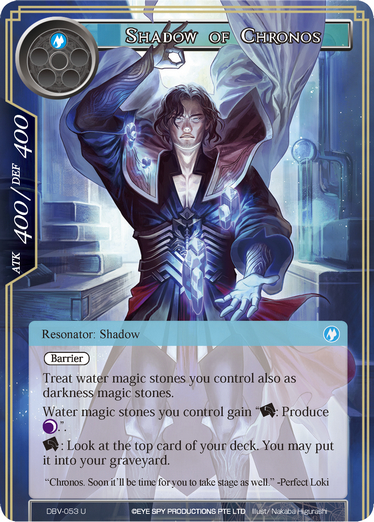 SHADOW OF CHRONOS
ATK 400/DEF 400
Resonator: Shadow
Barrier
Treat water magic stones you control also as
darkness magic stones.
Water magic stones you control gain “: Produce
.”.
: Look at the top card of your deck. You may put
it into your graveyard.
“Chronos. Soon it'll be time for you to take stage as well.” -Perfect Loki
DBV-053 U ©EYE SPY PRODUCTIONS PTE LTD Illust/ Nakaba Higurashi